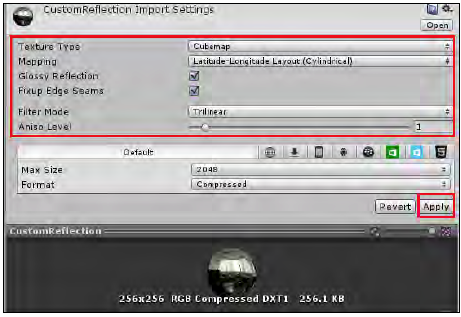 CustomReflection Import Settings
Open
Texture Type Cubemap
Mapping Latitude-Longitude Layout (Cylindrical)
Glossy Reflection
Fixup Edge Seams
Filter Mode Trilinear
Aniso Level 1
Default
Max Size 2048
Format Compressed
Revert Apply
CustomReflection
256x256 RGB Compressed DXT1 256.1 KB